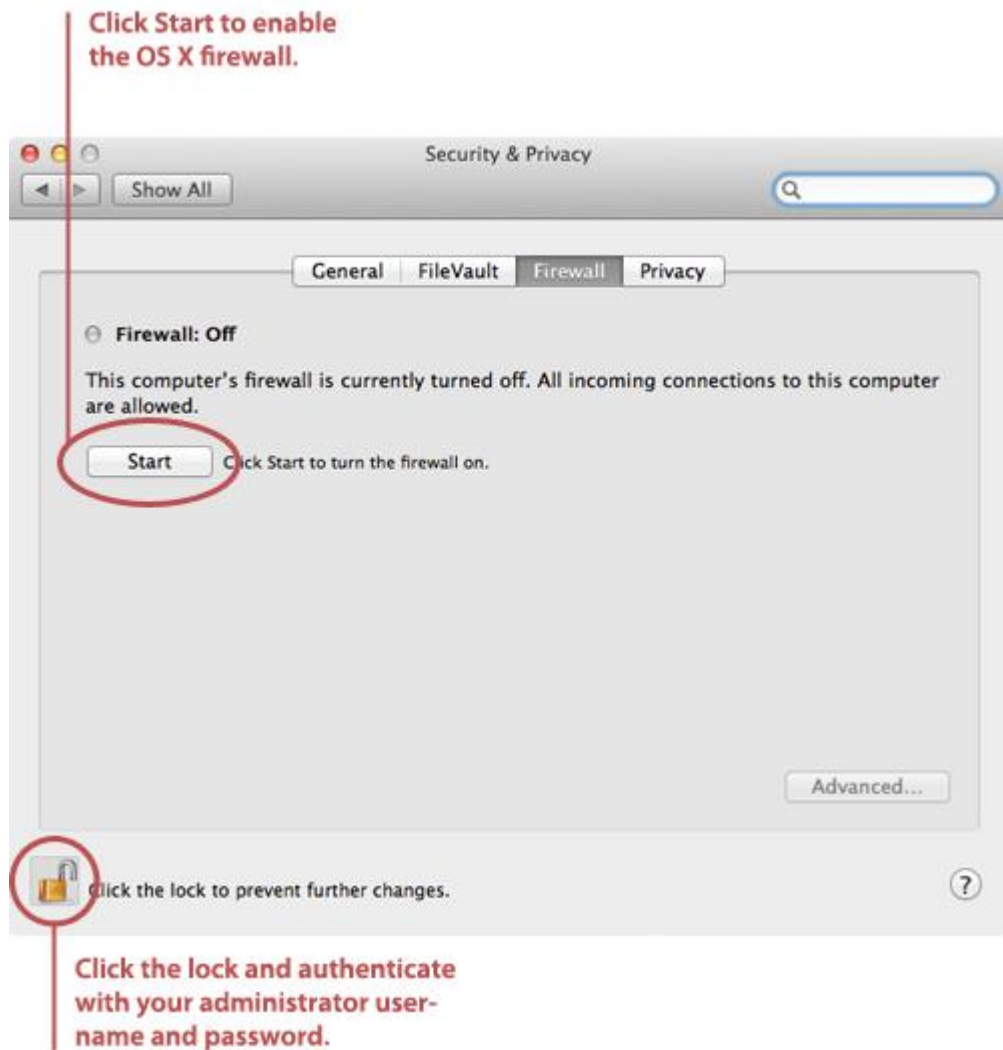 Click Start to enable
the OS X firewall.
Security & Privacy
Show All
General FileVault Firewall Privacy
Firewall: Off
This computer's firewall is currently turned off. All incoming connections to this computer
are allowed.
Start Click Start to turn the firewall on.
Advanced...
Click the lock to prevent further changes. ?
Click the lock and authenticate
with your administrator user-
name and password.